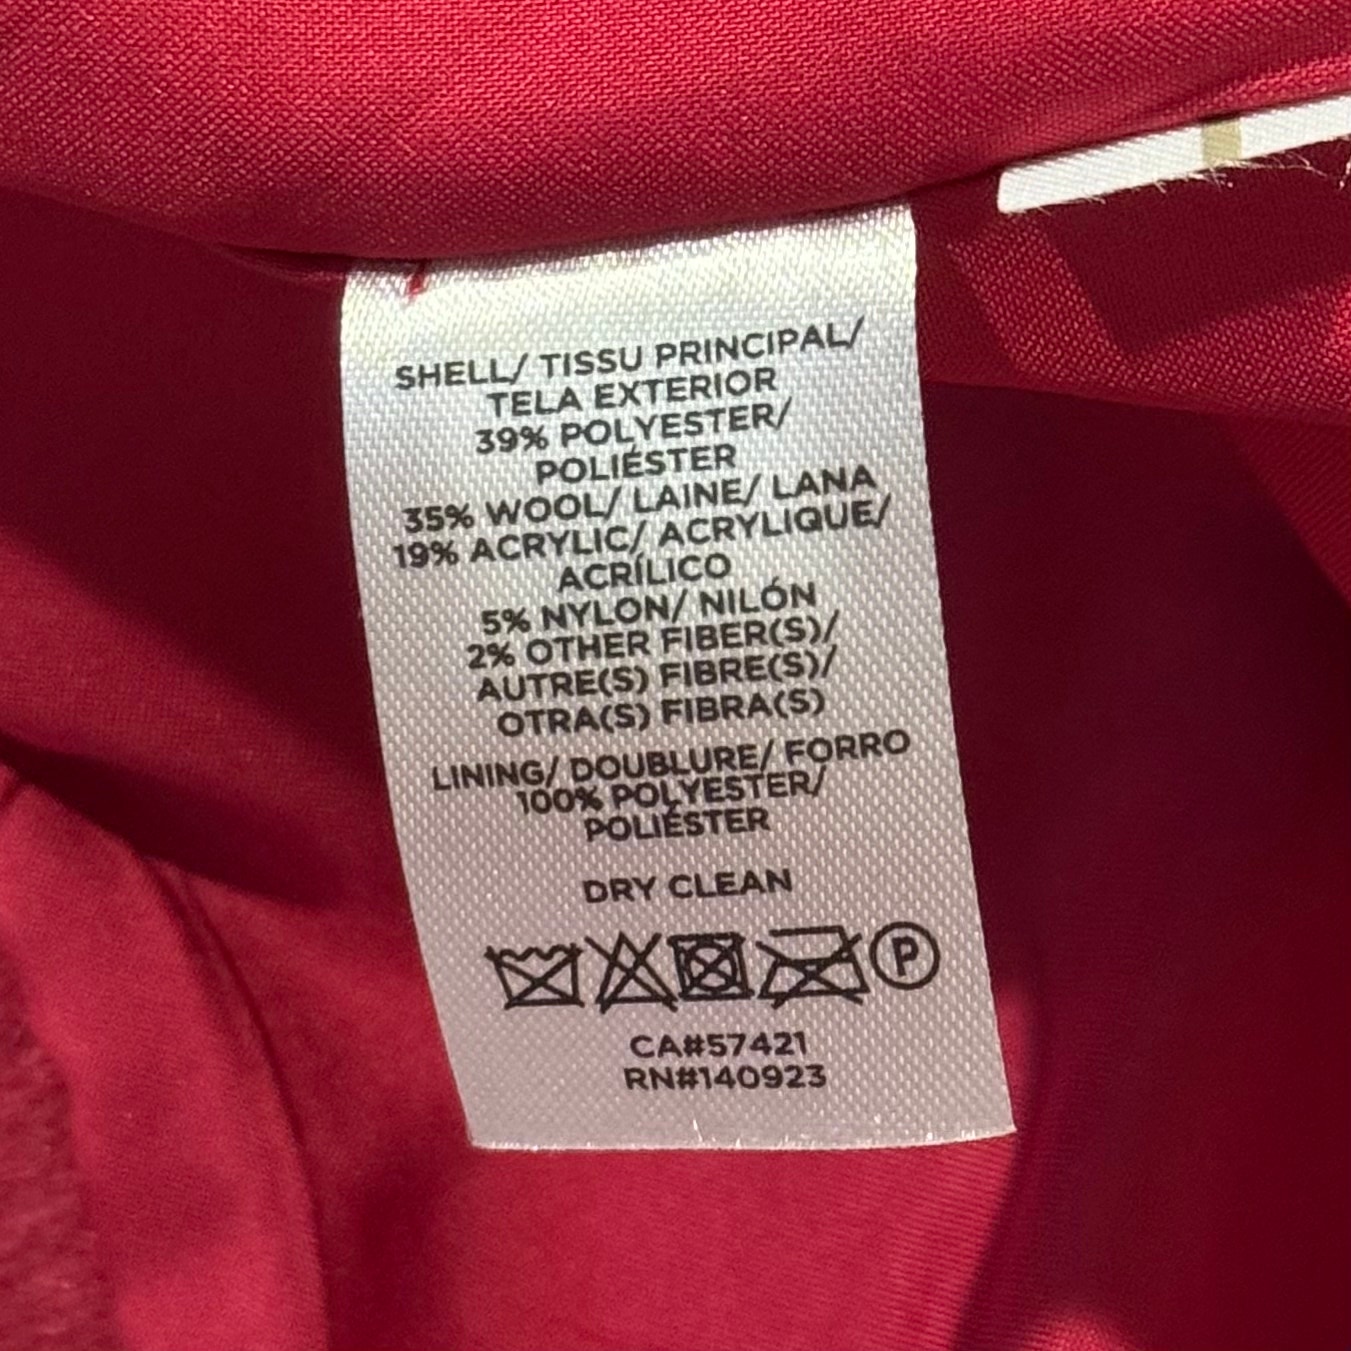 SHELL/ TISSU PRINCIPAL/
TELA EXTERIOR
39% POLYESTER/
POLIÉSTER
35% WOOL/ LAINE/ LANA
19% ACRYLIC/ ACRYLIQUE/
ACRÍLICO
5% NYLON/ NILÓN
2% OTHER FIBER(S)/
AUTRE(S) FIBRE(S)/
OTRA(S) FIBRA(S)
LINING/ DOUBLURE/ FORRO
100% POLYESTER/
POLIÉSTER
DRY CLEAN
P
CA#57421
RN#140923